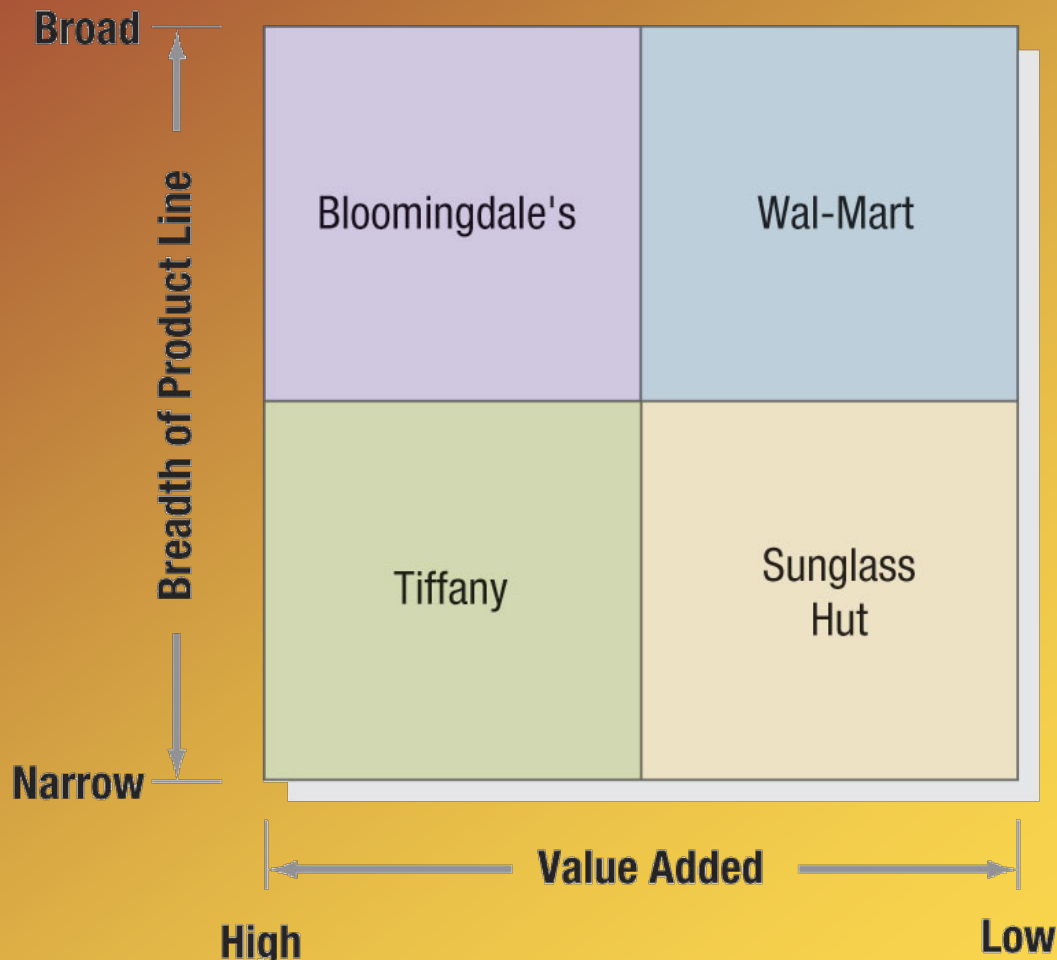 Broad
Bloomingdale's
Wal-Mart
Breadth of Product Line
Tiffany
Sunglass
Hut
Narrow
Value Added
High
Low